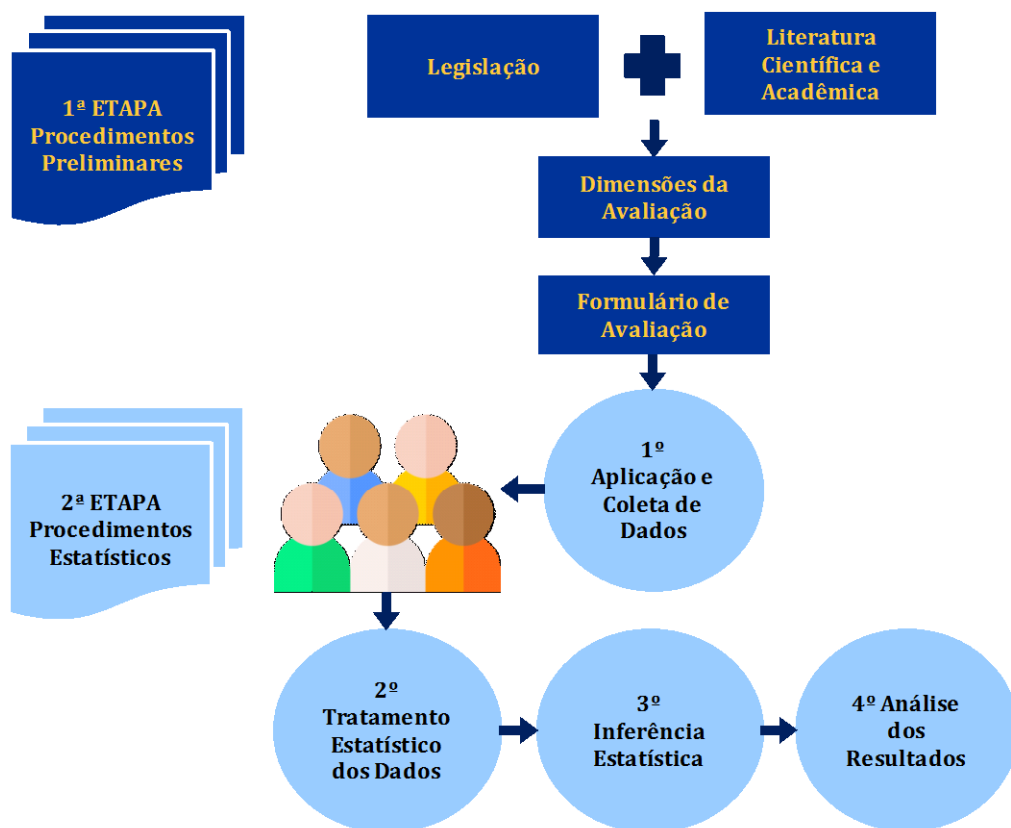 1ª ETAPA
Procedimentos
Preliminares
Legislação
Literatura
Científica e
Acadêmica
Dimensões da
Avaliação
Formulário de
Avaliação
2ª ETAPA
Procedimentos
Estatísticos
1º
Aplicação e
Coleta de
Dados
2º
Tratamento
Estatístico
dos Dados
3º
Inferência
Estatística
4º Análise
dos
Resultados